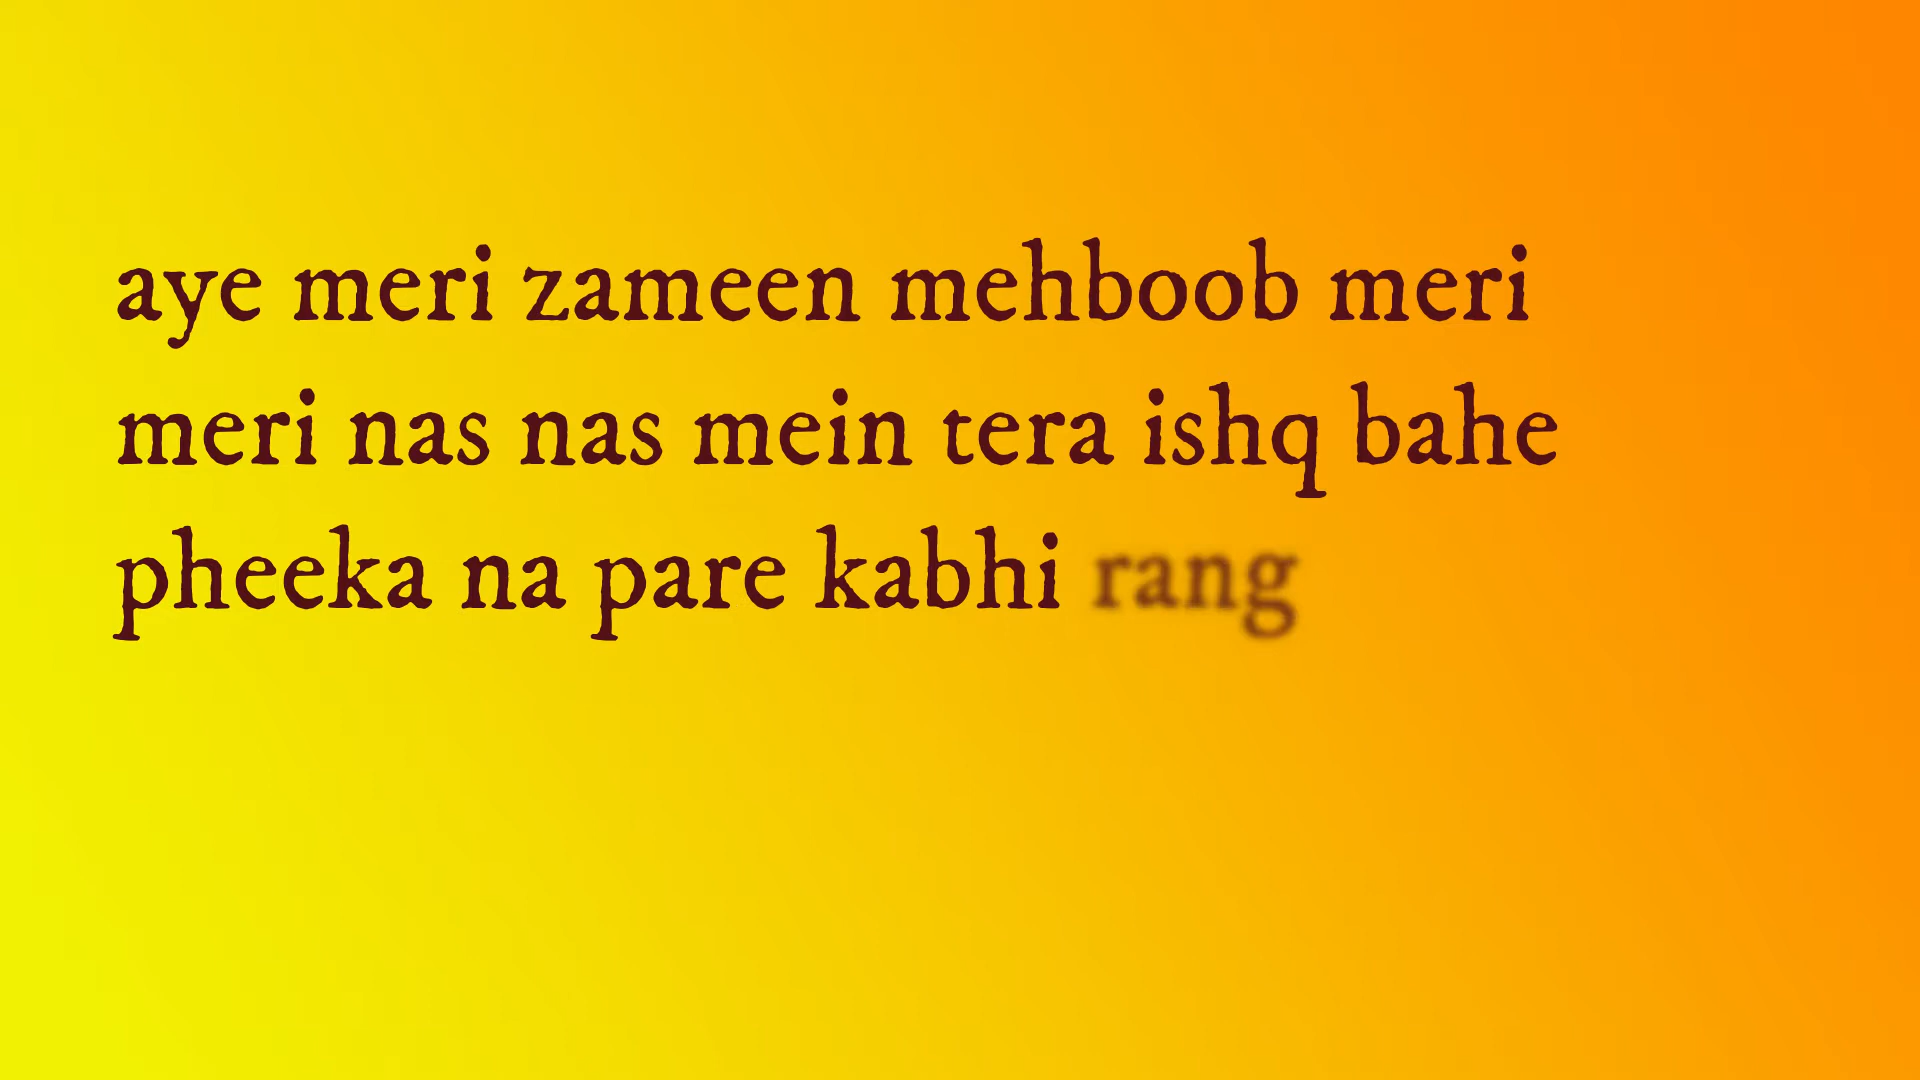 aye meri zameen mehboob meri
meri nas nas mein tera ishq bahe
pheeka na pare kabhi rang